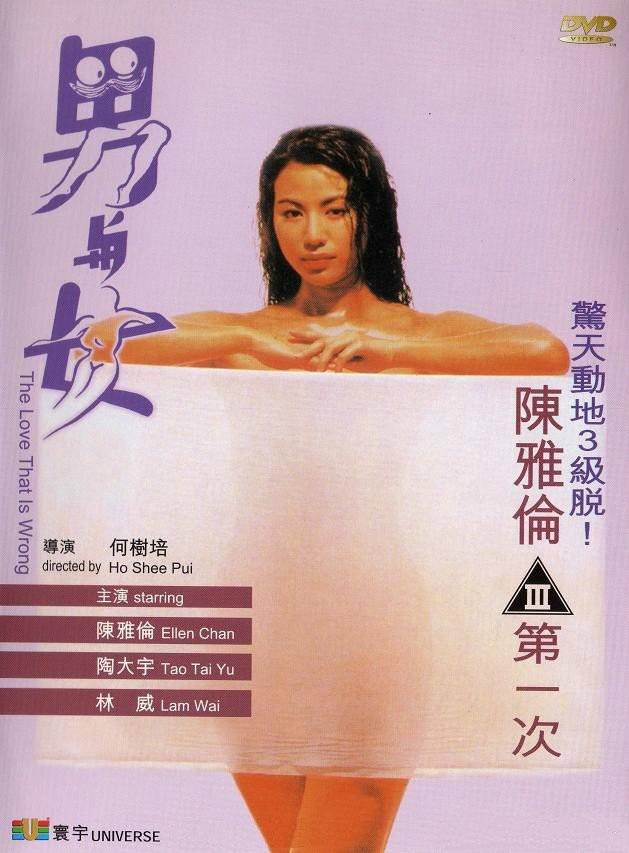 DVD
VIDEO
男與女
The Love That Is Wrong
驚天動地3級脱！
陳雅倫
III
第一次
導演 何樹培
directed by Ho Shee Pui
主演 starring
陳雅倫 Ellen Chan
陶大宇 Tao Tai Yu
林 威 Lam Wai
寰宇 UNIVERSE